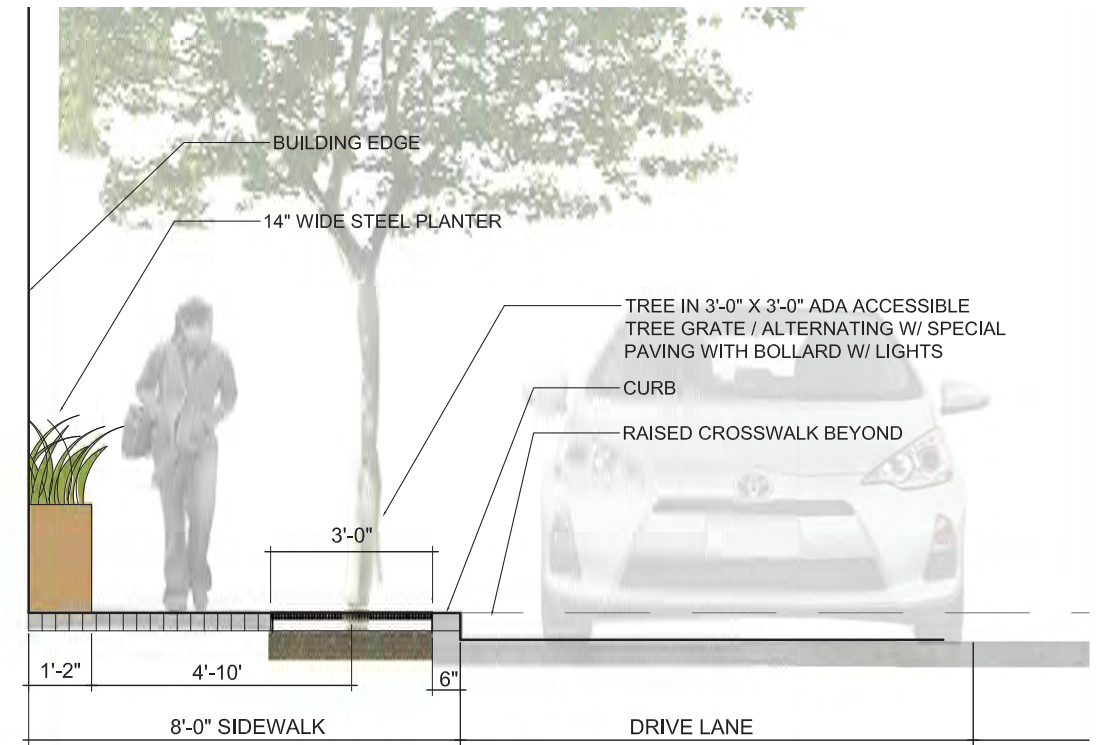 BUILDING EDGE
14" WIDE STEEL PLANTER
TREE IN 3'-0" X 3'-0" ADA ACCESSIBLE
TREE GRATE / ALTERNATING W/ SPECIAL
PAVING WITH BOLLARD W/ LIGHTS
CURB
RAISED CROSSWALK BEYOND
3'-0"
1'-2"
4'-10'
6"
8'-0" SIDEWALK
DRIVE LANE